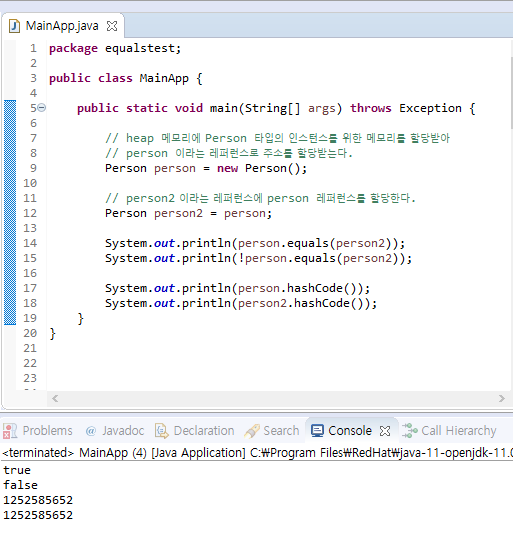 MainApp.java
1 package equalstest;
2
3 public class MainApp {
4
5 public static void main(String[] args) throws Exception {
6
7 // heap 메모리에 Person 타입의 인스턴스를 위한 메모리를 할당받아
8 // person 이라는 레퍼런스로 주소를 할당받는다.
9 Person person = new Person();
10
11 // person2 이라는 레퍼런스에 person 레퍼런스를 할당한다.
12 Person person2 = person;
13
14 System.out.println(person.equals(person2));
15 System.out.println(!person.equals(person2));
16
17 System.out.println(person.hashCode());
18 System.out.println(person2.hashCode());
19 }
20 }
21
22
23
Problems @ Javadoc Declaration Search Console Call Hierarchy
<terminated> MainApp (4) [Java Application] C:₩Program Files₩RedHat₩java-11-openjdk-11.0
true
false
1252585652
1252585652